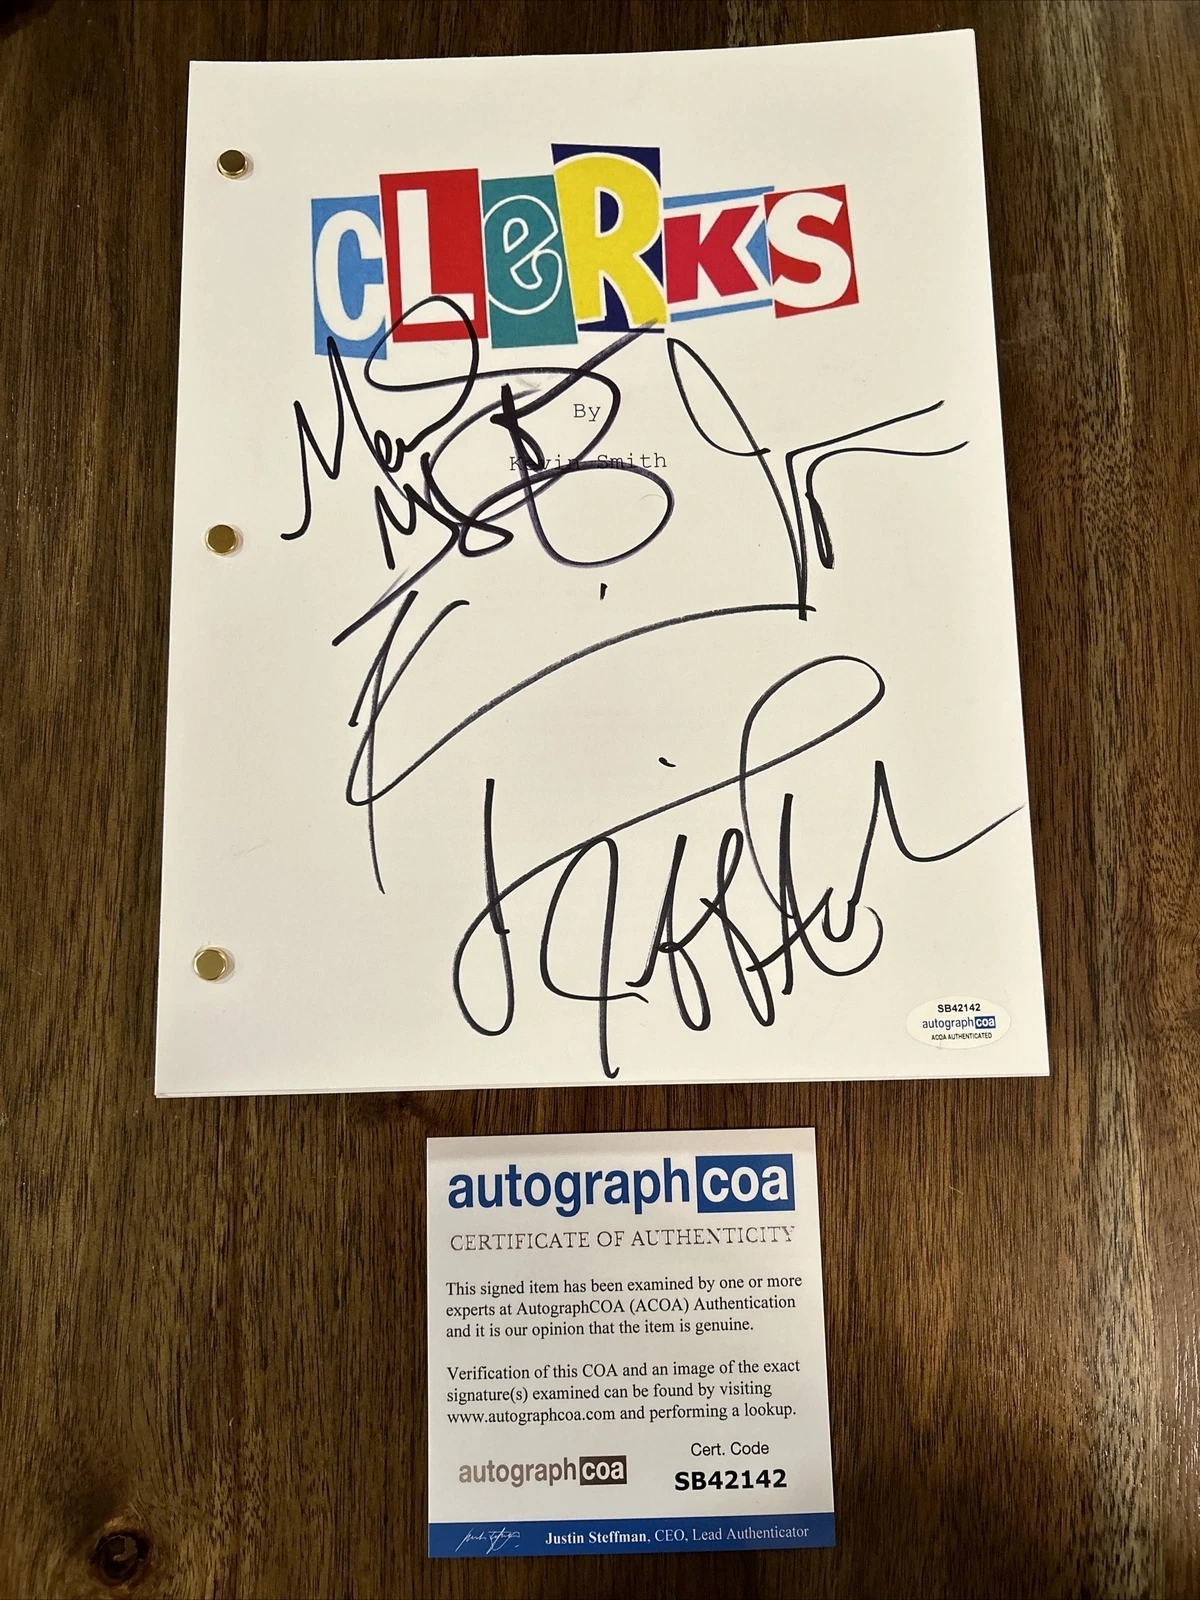 CLeRKS
By
Kevin Smith
SB42142
autographcoa
ACOA AUTHENTICATED
autographcoa
CERTIFICATE OF AUTHENTICITY
This signed item has been examined by one or more
experts at AutographCOA (ACOA) Authentication
and it is our opinion that the item is genuine.
Verification of this COA and an image of the exact
signature(s) examined can be found by visiting
www.autographcoa.com and performing a lookup.
autographcoa
Cert. Code
SB42142
Justin Steffman, CEO, Lead Authenticator